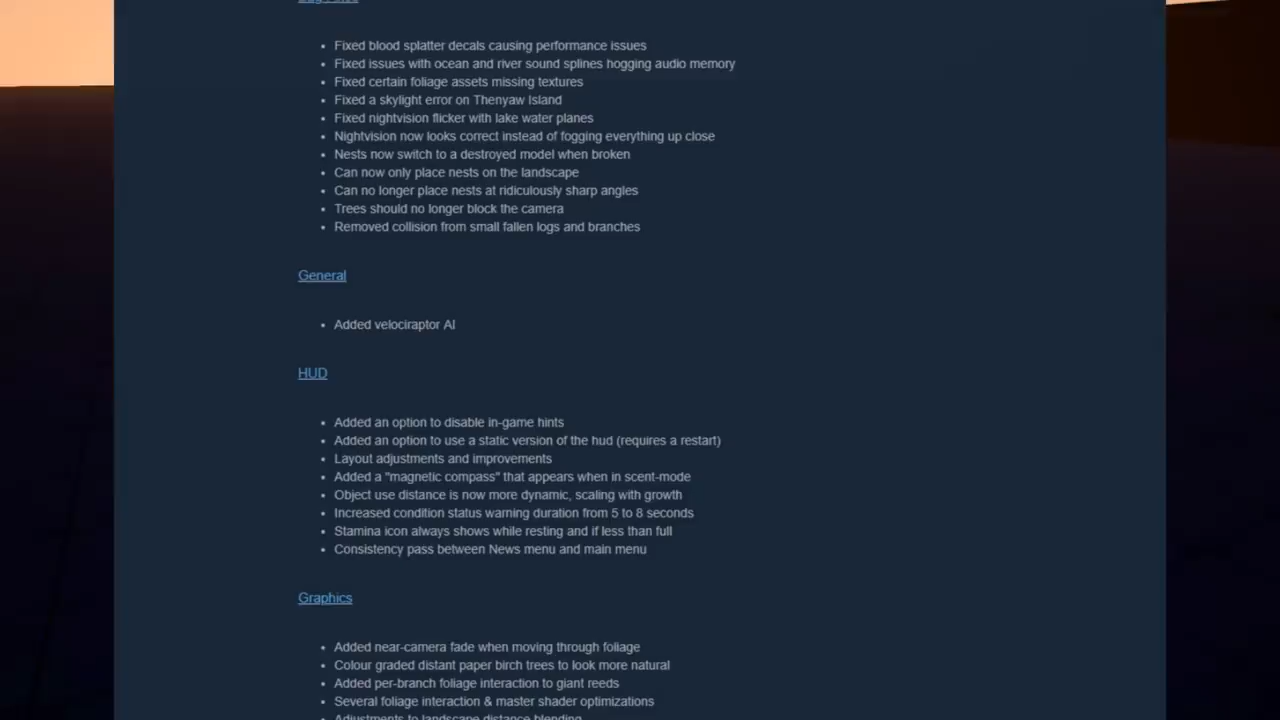 Fixed blood splatter decals causing performance issues
Fixed issues with ocean and river sound splines hogging audio memory
Fixed certain foliage assets missing textures
Fixed a skylight error on Thenyaw Island
Fixed nightvision flicker with lake water planes
Nightvision now looks correct instead of fogging everything up close
Nests now switch to a destroyed model when broken
Can now only place nests on the landscape
Can no longer place nests at ridiculously sharp angles
Trees should no longer block the camera
Removed collision from small fallen logs and branches
General
Added velociraptor AI
HUD
Added an option to disable in-game hints
Added an option to use a static version of the hud (requires a restart)
Layout adjustments and improvements
Added a "magnetic compass" that appears when in scent-mode
Object use distance is now more dynamic, scaling with growth
Increased condition status warning duration from 5 to 8 seconds
Stamina icon always shows while resting and if less than full
Consistency pass between News menu and main menu
Graphics
Added near-camera fade when moving through foliage
Colour graded distant paper birch trees to look more natural
Added per-branch foliage interaction to giant reeds
Several foliage interaction & master shader optimizations
Adjustments to landscape distance blending